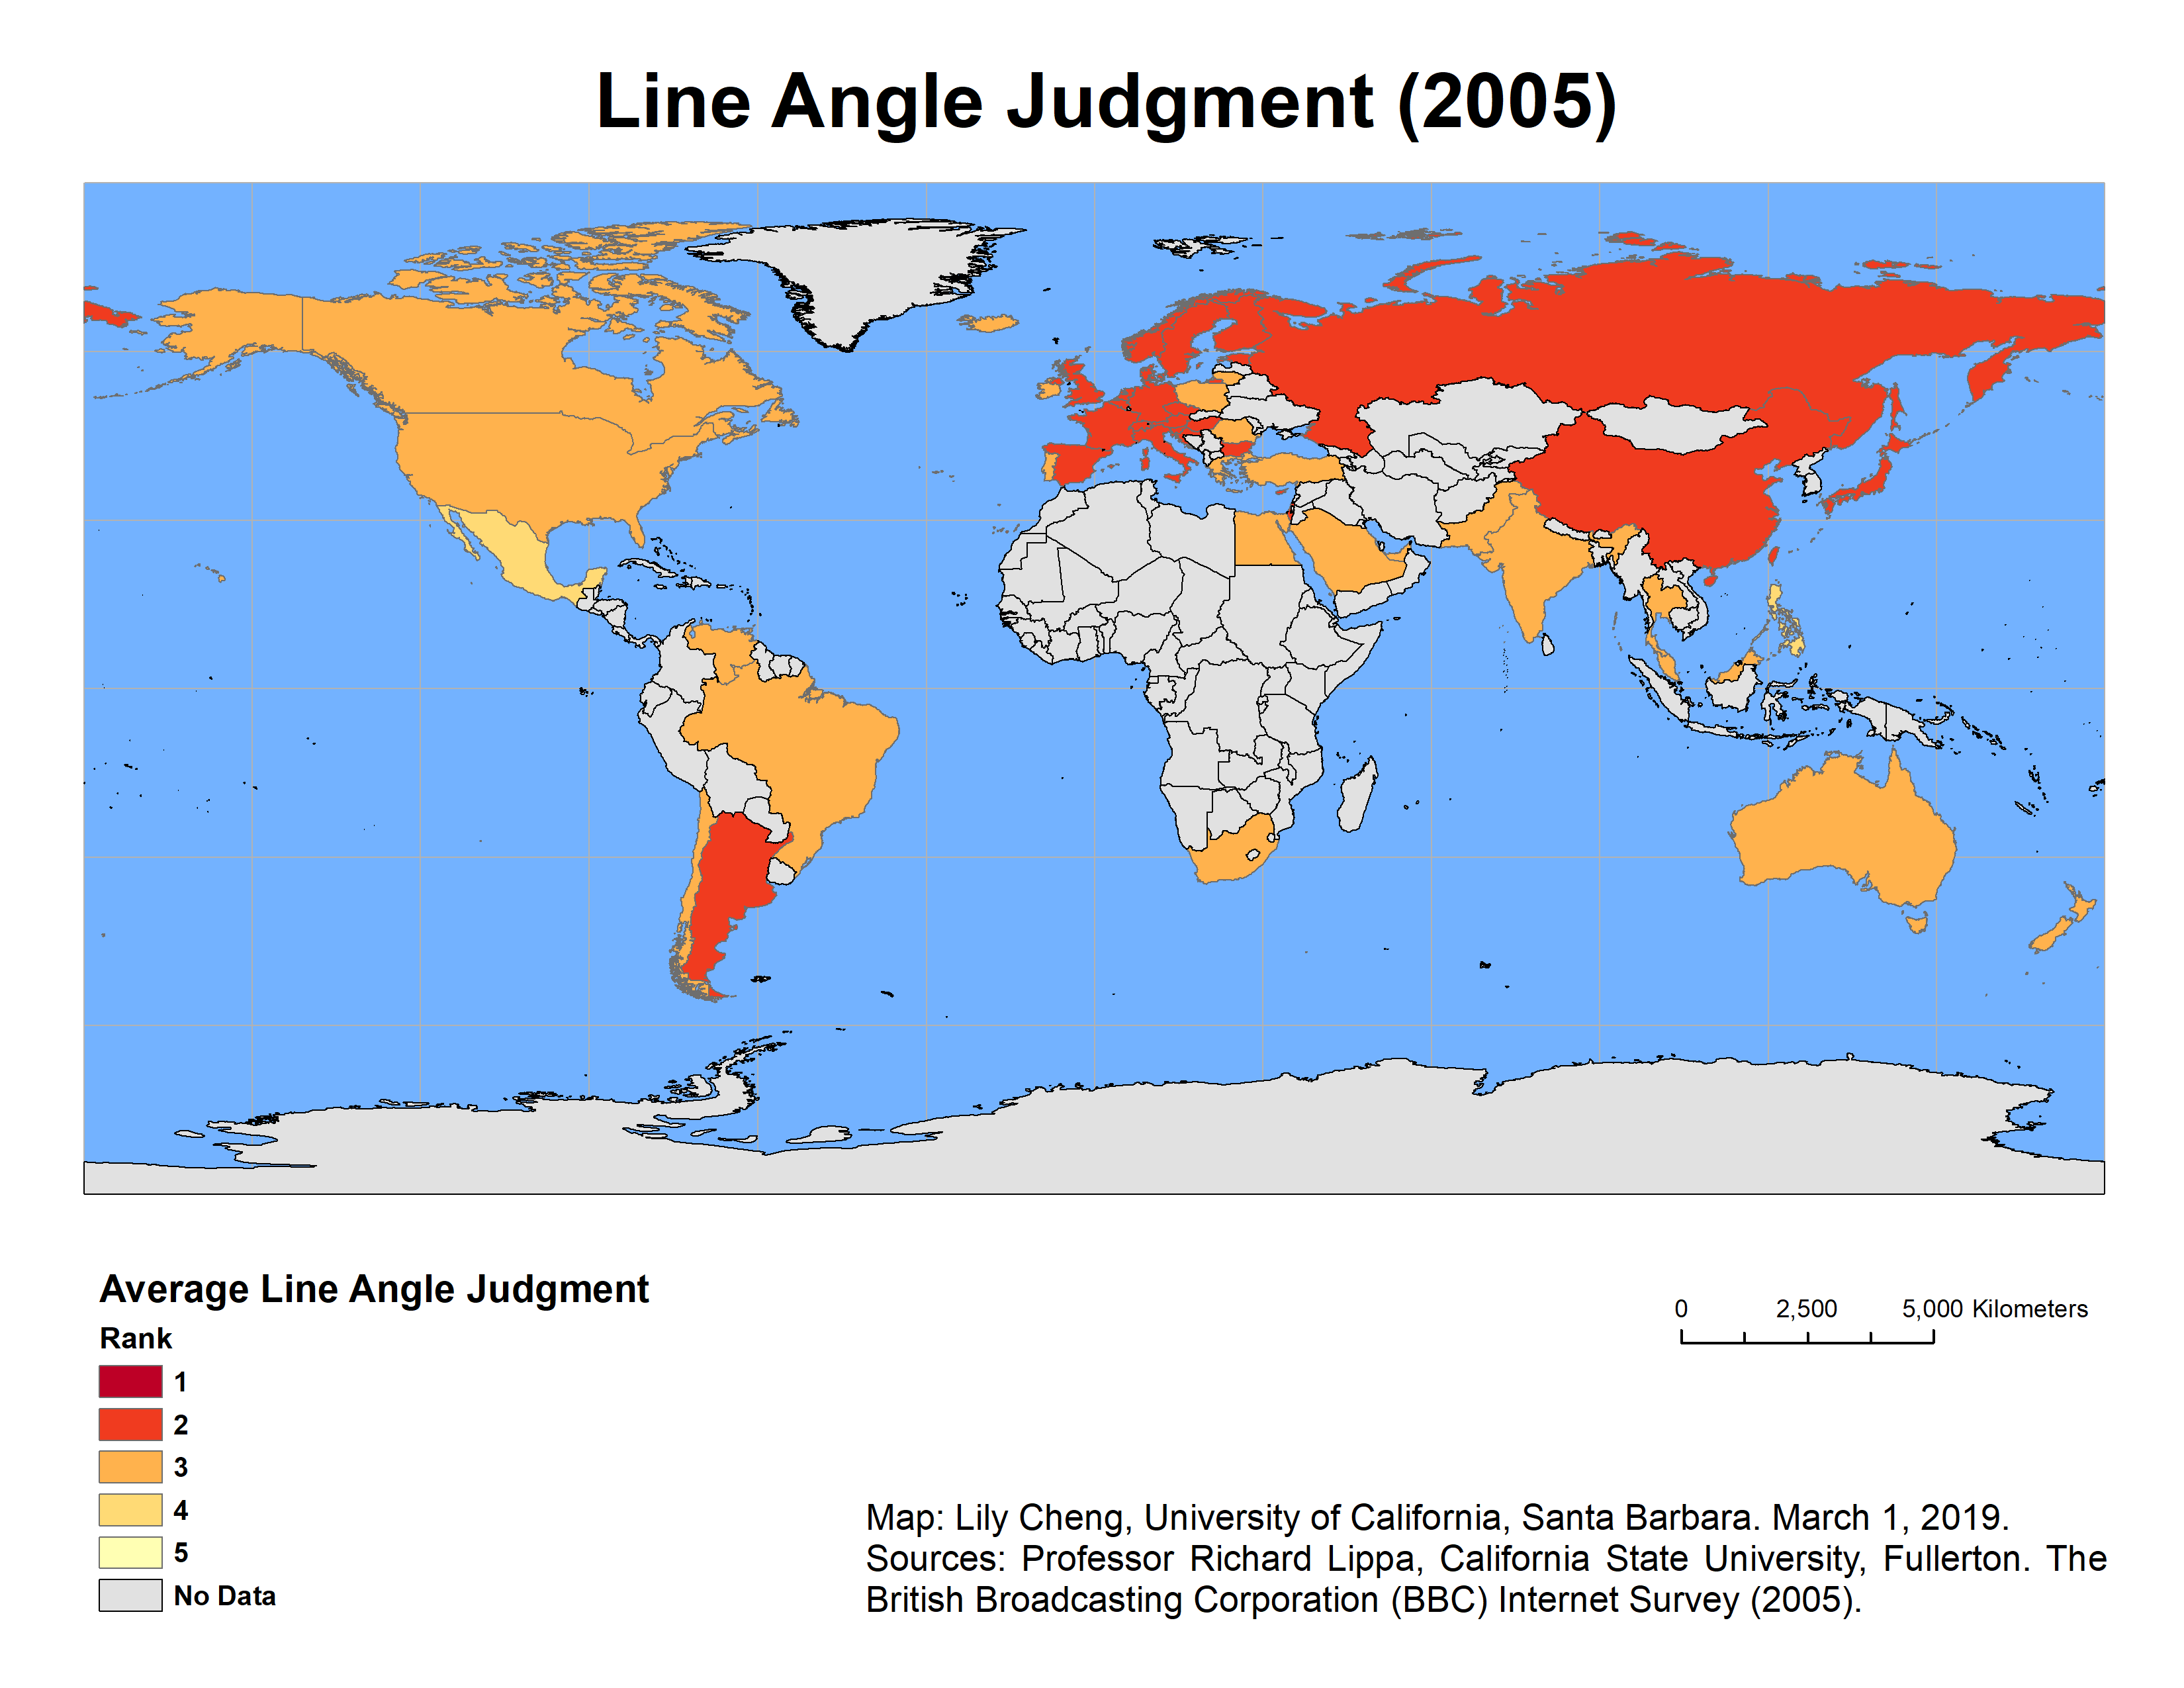 Line Angle Judgment (2005)
Average Line Angle Judgment
Rank
1
2
3
4
5
No Data
0 2,500 5,000 Kilometers
Map: Lily Cheng, University of California, Santa Barbara. March 1, 2019.
Sources: Professor Richard Lippa, California State University, Fullerton. The
British Broadcasting Corporation (BBC) Internet Survey (2005).